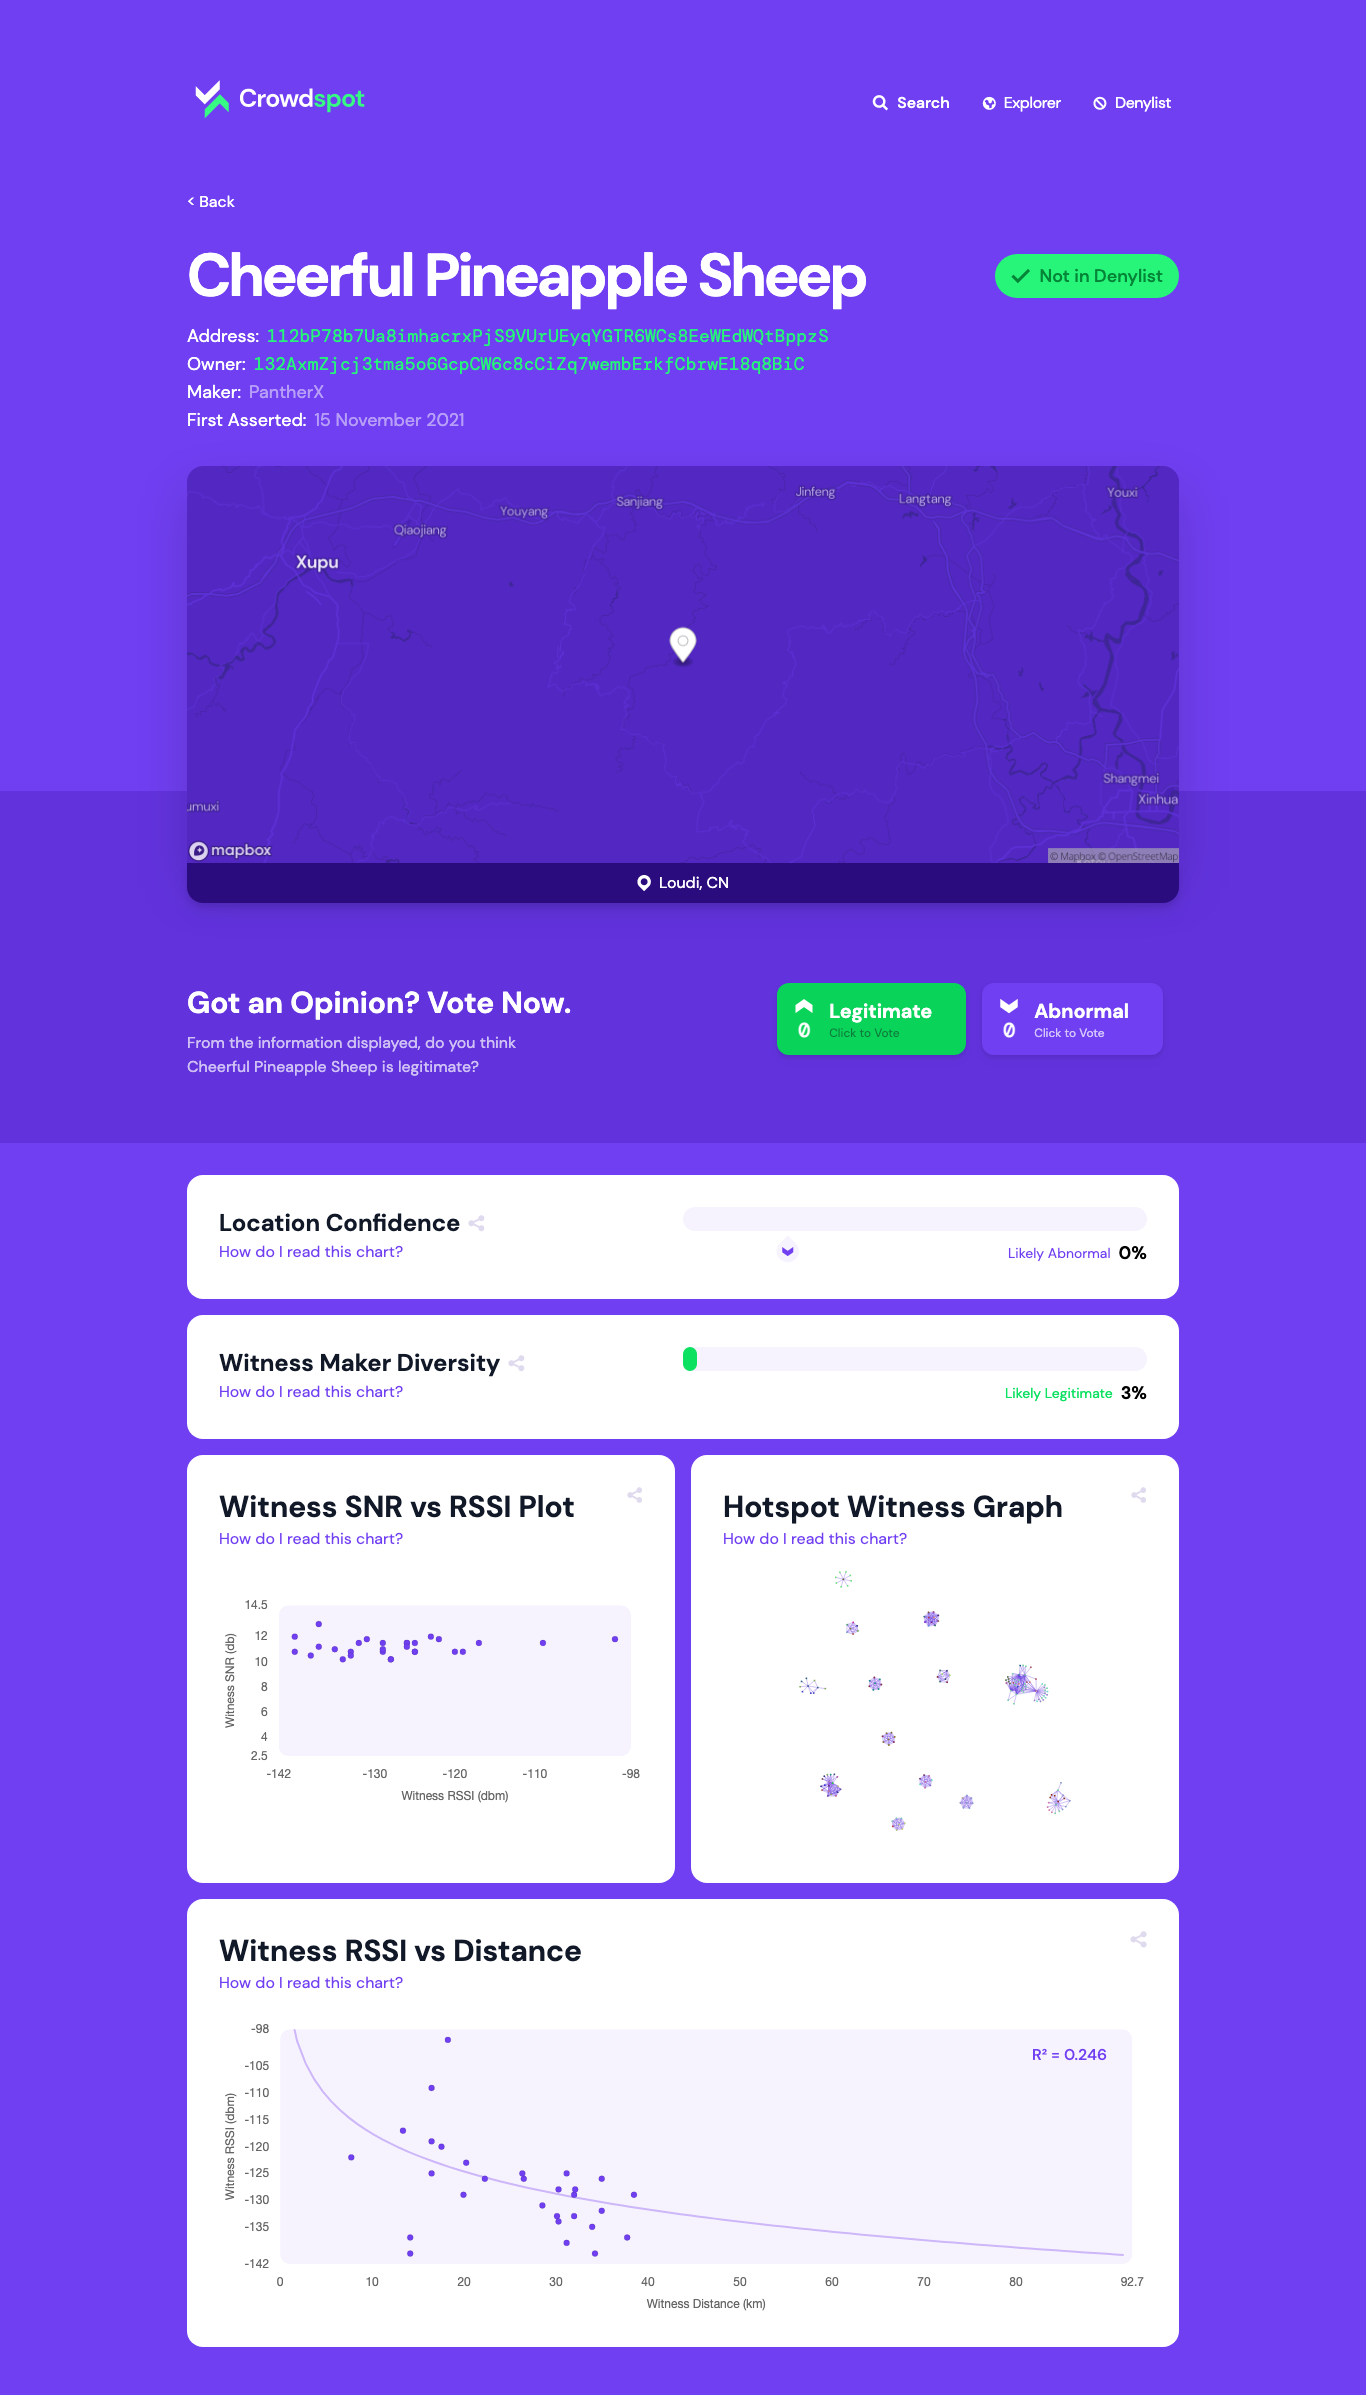 Crowdspot
Search
Explorer
Denylist
< Back
Cheerful Pineapple Sheep
Not in Denylist
Address: 112bP78b7Ua8imhacrxPjS9VUrUEyqYGTR6WCs8EeWEdWQtBppzS
Owner: 132AxmZjcj3tma5o6GcpCW6c8cCiZq7wembErkfCbrwE18q8BiC
Maker: PantherX
First Asserted: 15 November 2021
Youxi
Jinfeng
Langtang
Sanjiang
Youyang
Qiaojiang
Xupu
Shangmei
Xinhua
umuxi
mapbox
© Mapbox © OpenStreetMap
Loudi, CN
Got an Opinion? Vote Now.
From the information displayed, do you think
Cheerful Pineapple Sheep is legitimate?
0
Legitimate
Click to Vote
0
Abnormal
Click to Vote
Location Confidence
How do I read this chart?
Likely Abnormal 0%
Witness Maker Diversity
How do I read this chart?
Likely Legitimate 3%
Witness SNR vs RSSI Plot
How do I read this chart?
14.5
12
10
8
6
4
2.5
Witness SNR (db)
-142 -130 -120 -110 -98
Witness RSSI (dbm)
Hotspot Witness Graph
How do I read this chart?
Witness RSSI vs Distance
How do I read this chart?
R² = 0.246
-98
-105
-110
-115
-120
-125
-130
-135
-142
Witness RSSI (dbm)
0 10 20 30 40 50 60 70 80 92.7
Witness Distance (km)